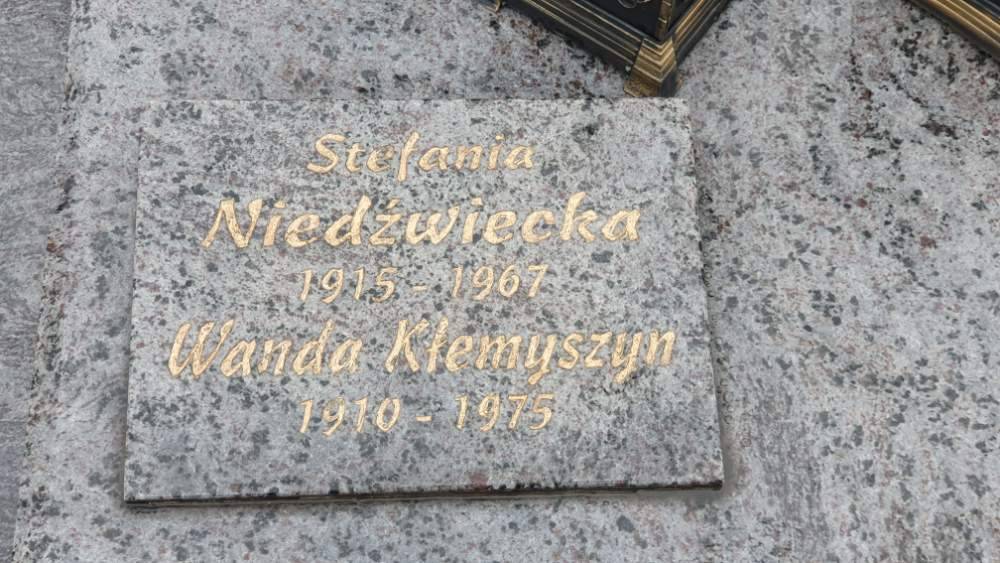 Stefania
Niedźwiecka
1915 - 1967
Wanda Kłemyszyn
1910 - 1975